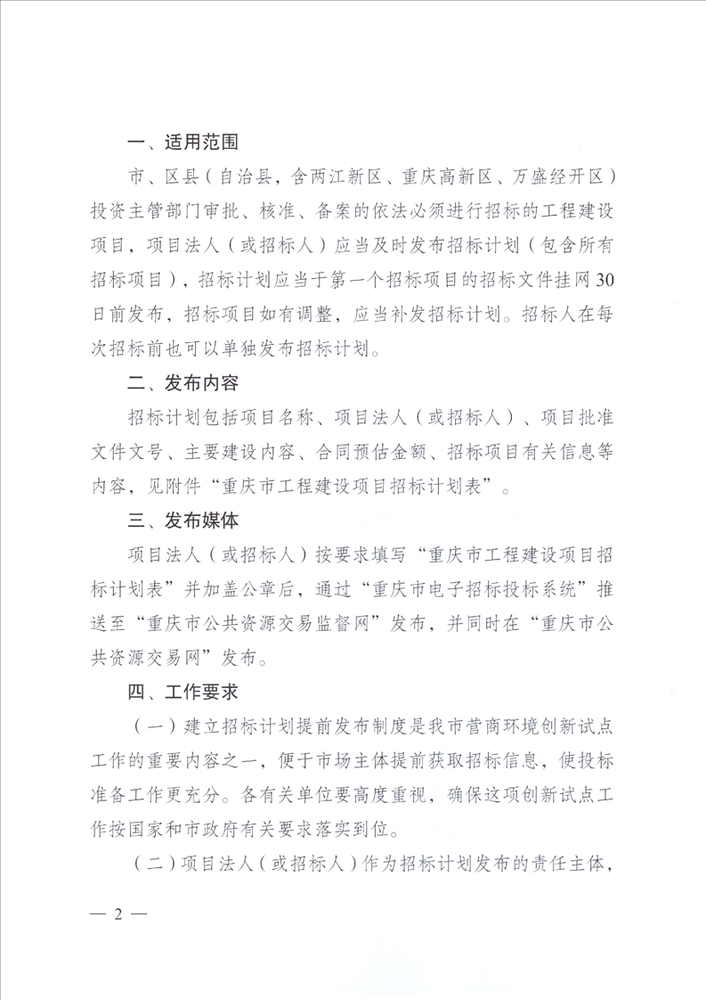 一、适用范围
市、区县（自治县，含两江新区、重庆高新区、万盛经开区）
投资主管部门审批、核准、备案的依法必须进行招标的工程建设
项目，项目法人（或招标人）应当及时发布招标计划（包含所有
招标项目），招标计划应当于第一个招标项目的招标文件挂网 30
日前发布，招标项目如有调整，应当补发招标计划。招标人在每
次招标前也可以单独发布招标计划。
二、发布内容
招标计划包括项目名称、项目法人（或招标人）、项目批准
文件文号、主要建设内容、合同预估金额、招标项目有关信息等
内容，见附件“重庆市工程建设项目招标计划表”。
三、发布媒体
项目法人（或招标人）按要求填写“重庆市工程建设项目招
标计划表”并加盖公章后，通过“重庆市电子招标投标系统”推
送至“重庆市公共资源交易监督网”发布，并同时在“重庆市公
共资源交易网”发布。
四、工作要求
（一）建立招标计划提前发布制度是我市营商环境创新试点
工作的重要内容之一，便于市场主体提前获取招标信息，使投标
准备工作更充分。各有关单位要高度重视，确保这项创新试点工
作按国家和市政府有关要求落实到位。
（二）项目法人（或招标人）作为招标计划发布的责任主体，
— 2 —